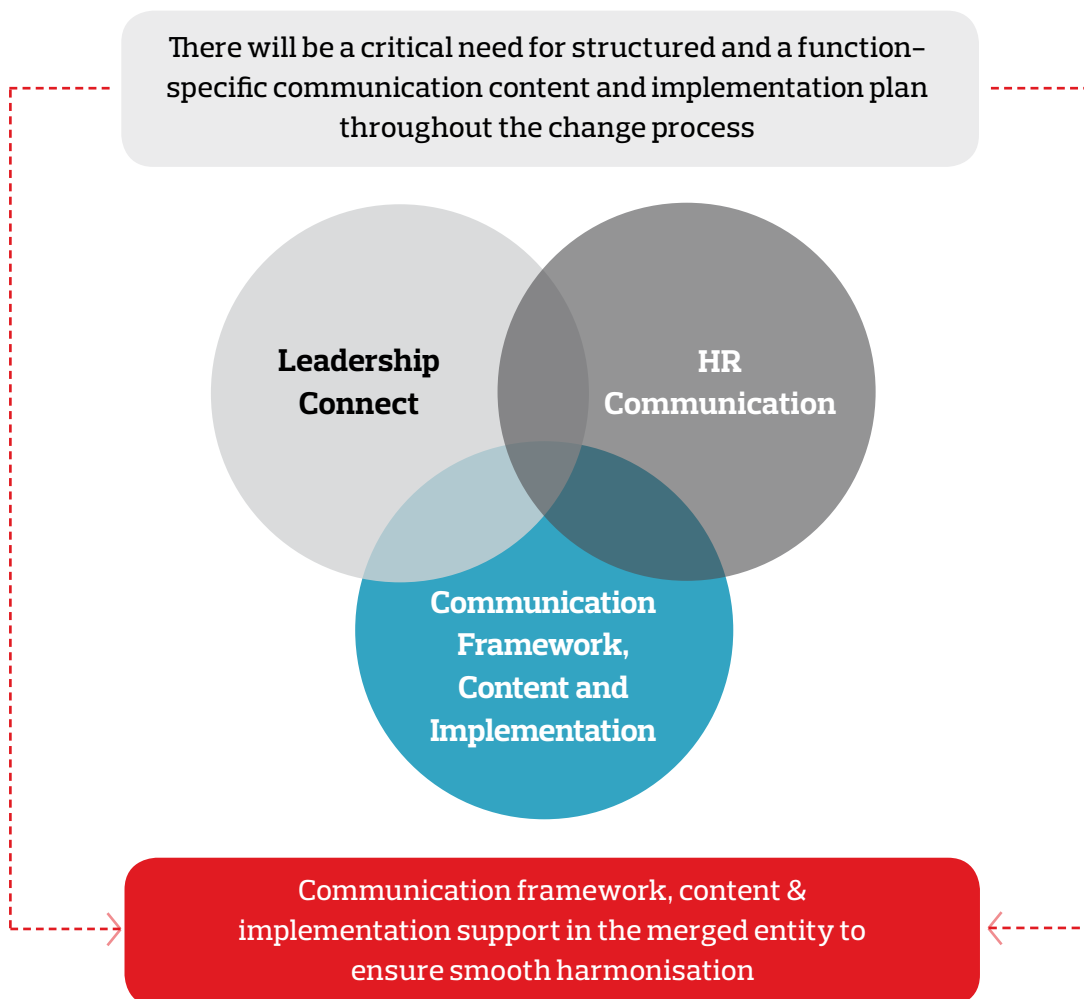 There will be a critical need for structured and a function-
specific communication content and implementation plan
throughout the change process
Leadership
Connect
HR
Communication
Communication
Framework,
Content and
Implementation
Communication framework, content &
implementation support in the merged entity to
ensure smooth harmonisation